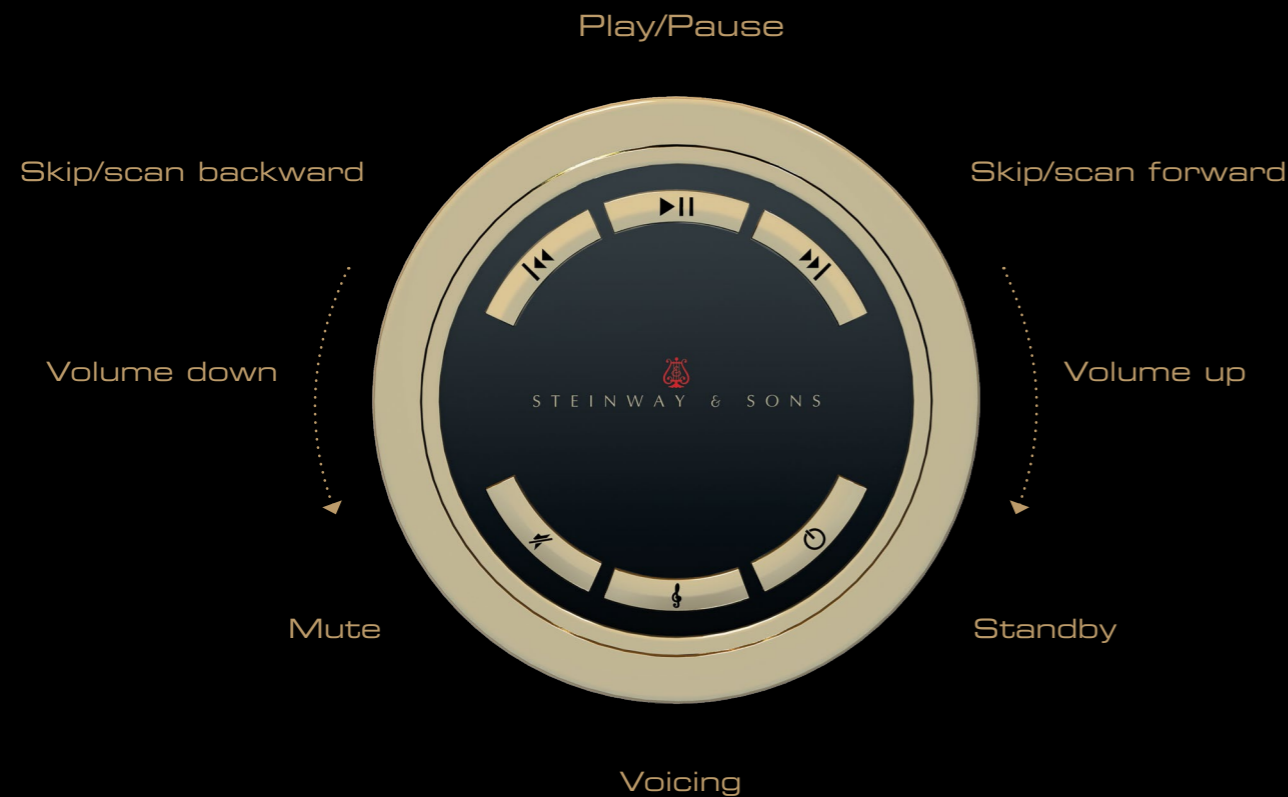 Play/Pause
Skip/scan backward
Skip/scan forward
Volume down
Volume up
STEINWAY & SONS
Mute
Standby
Voicing